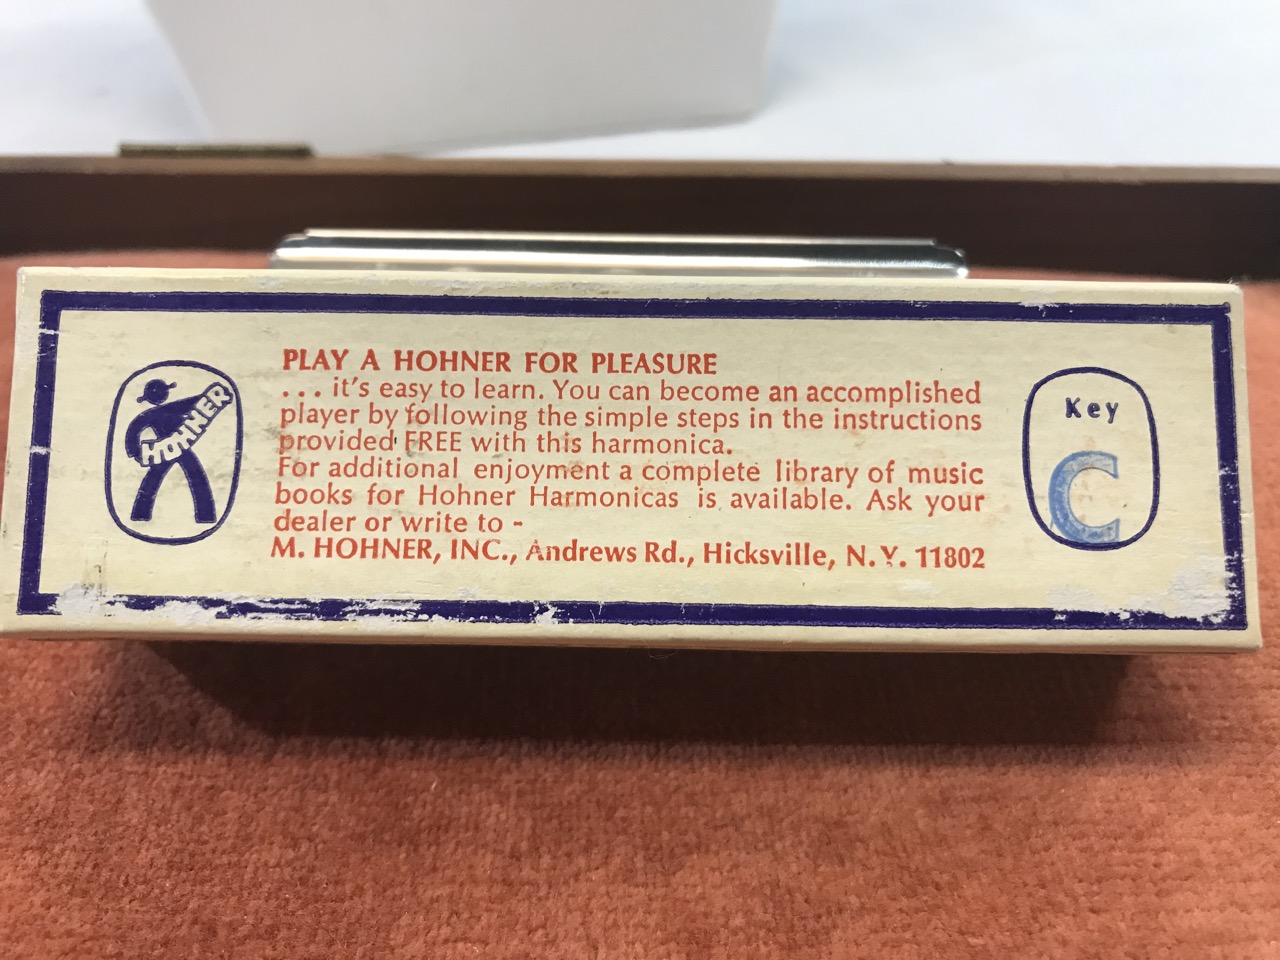 PLAY A HOHNER FOR PLEASURE
... it's easy to learn. You can become an accomplished
player by following the simple steps in the instructions
provided FREE with this harmonica.
For additional enjoyment a complete library of music
books for Hohner Harmonicas is available. Ask your
dealer or write to -
M. HOHNER, INC., Andrews Rd., Hicksville, N.Y. 11802
HOHNER
Key
C